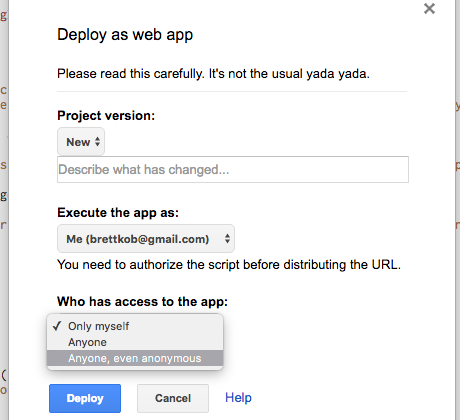 Deploy as web app
Please read this carefully. It's not the usual yada yada.
Project version:
New
Describe what has changed...
Execute the app as:
Me (brettkob@gmail.com)
You need to authorize the script before distributing the URL.
Who has access to the app:
✓ Only myself
Anyone
Anyone, even anonymous
Deploy Cancel Help